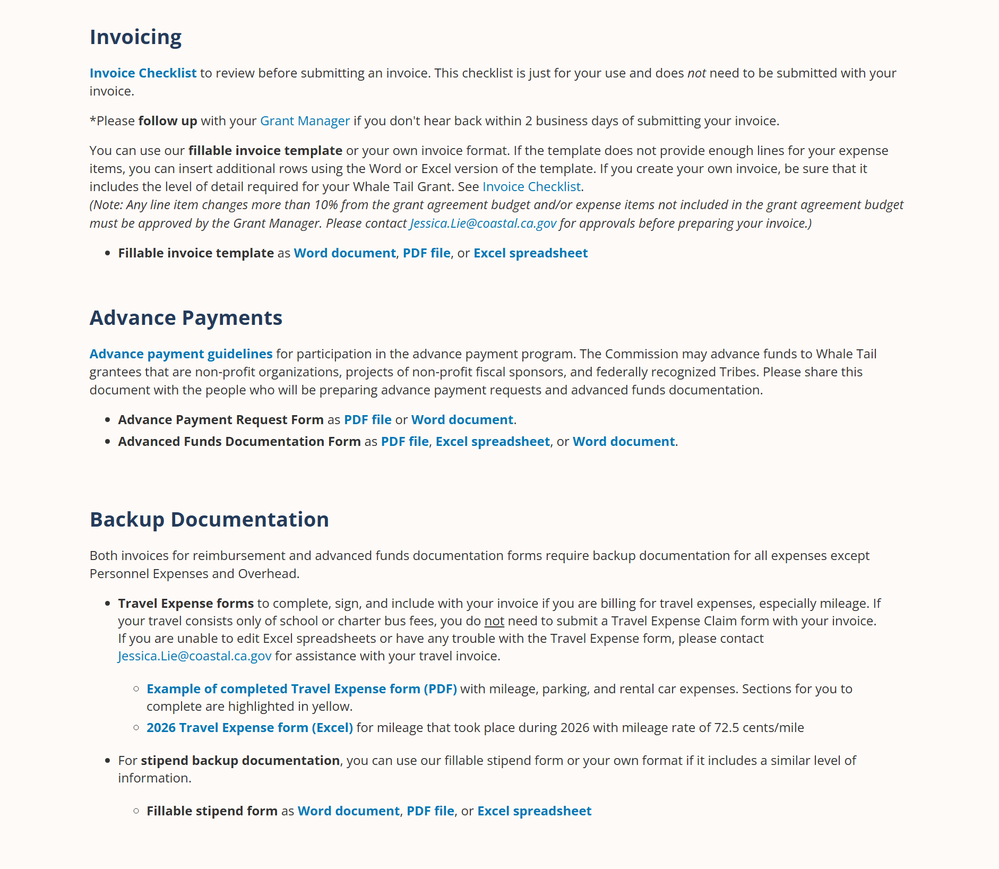 Invoicing
Invoice Checklist to review before submitting an invoice. This checklist is just for your use and does not need to be submitted with your
invoice.
*Please follow up with your Grant Manager if you don't hear back within 2 business days of submitting your invoice.
You can use our fillable invoice template or your own invoice format. If the template does not provide enough lines for your expense
items, you can insert additional rows using the Word or Excel version of the template. If you create your own invoice, be sure that it
includes the level of detail required for your Whale Tail Grant. See Invoice Checklist.
(Note: Any line item changes more than 10% from the grant agreement budget and/or expense items not included in the grant agreement budget
must be approved by the Grant Manager. Please contact Jessica.Lie@coastal.ca.gov for approvals before preparing your invoice.)
• Fillable invoice template as Word document, PDF file, or Excel spreadsheet
Advance Payments
Advance payment guidelines for participation in the advance payment program. The Commission may advance funds to Whale Tail
grantees that are non-profit organizations, projects of non-profit fiscal sponsors, and federally recognized Tribes. Please share this
document with the people who will be preparing advance payment requests and advanced funds documentation.
• Advance Payment Request Form as PDF file or Word document.
• Advanced Funds Documentation Form as PDF file, Excel spreadsheet, or Word document.
Backup Documentation
Both invoices for reimbursement and advanced funds documentation forms require backup documentation for all expenses except
Personnel Expenses and Overhead.
• Travel Expense forms to complete, sign, and include with your invoice if you are billing for travel expenses, especially mileage. If
your travel consists only of school or charter bus fees, you do not need to submit a Travel Expense Claim form with your invoice.
If you are unable to edit Excel spreadsheets or have any trouble with the Travel Expense form, please contact
Jessica.Lie@coastal.ca.gov for assistance with your travel invoice.
◦ Example of completed Travel Expense form (PDF) with mileage, parking, and rental car expenses. Sections for you to
complete are highlighted in yellow.
◦ 2026 Travel Expense form (Excel) for mileage that took place during 2026 with mileage rate of 72.5 cents/mile
• For stipend backup documentation, you can use our fillable stipend form or your own format if it includes a similar level of
information.
◦ Fillable stipend form as Word document, PDF file, or Excel spreadsheet